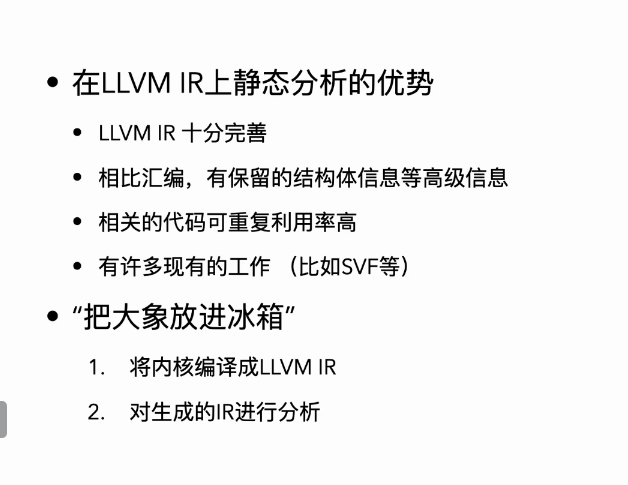 • 在LLVM IR上静态分析的优势
• LLVM IR 十分完善
• 相比汇编，有保留的结构体信息等高级信息
• 相关的代码可重复利用率高
• 有许多现有的工作 （比如SVF等）
• “把大象放进冰箱”
1. 将内核编译成LLVM IR
2. 对生成的IR进行分析